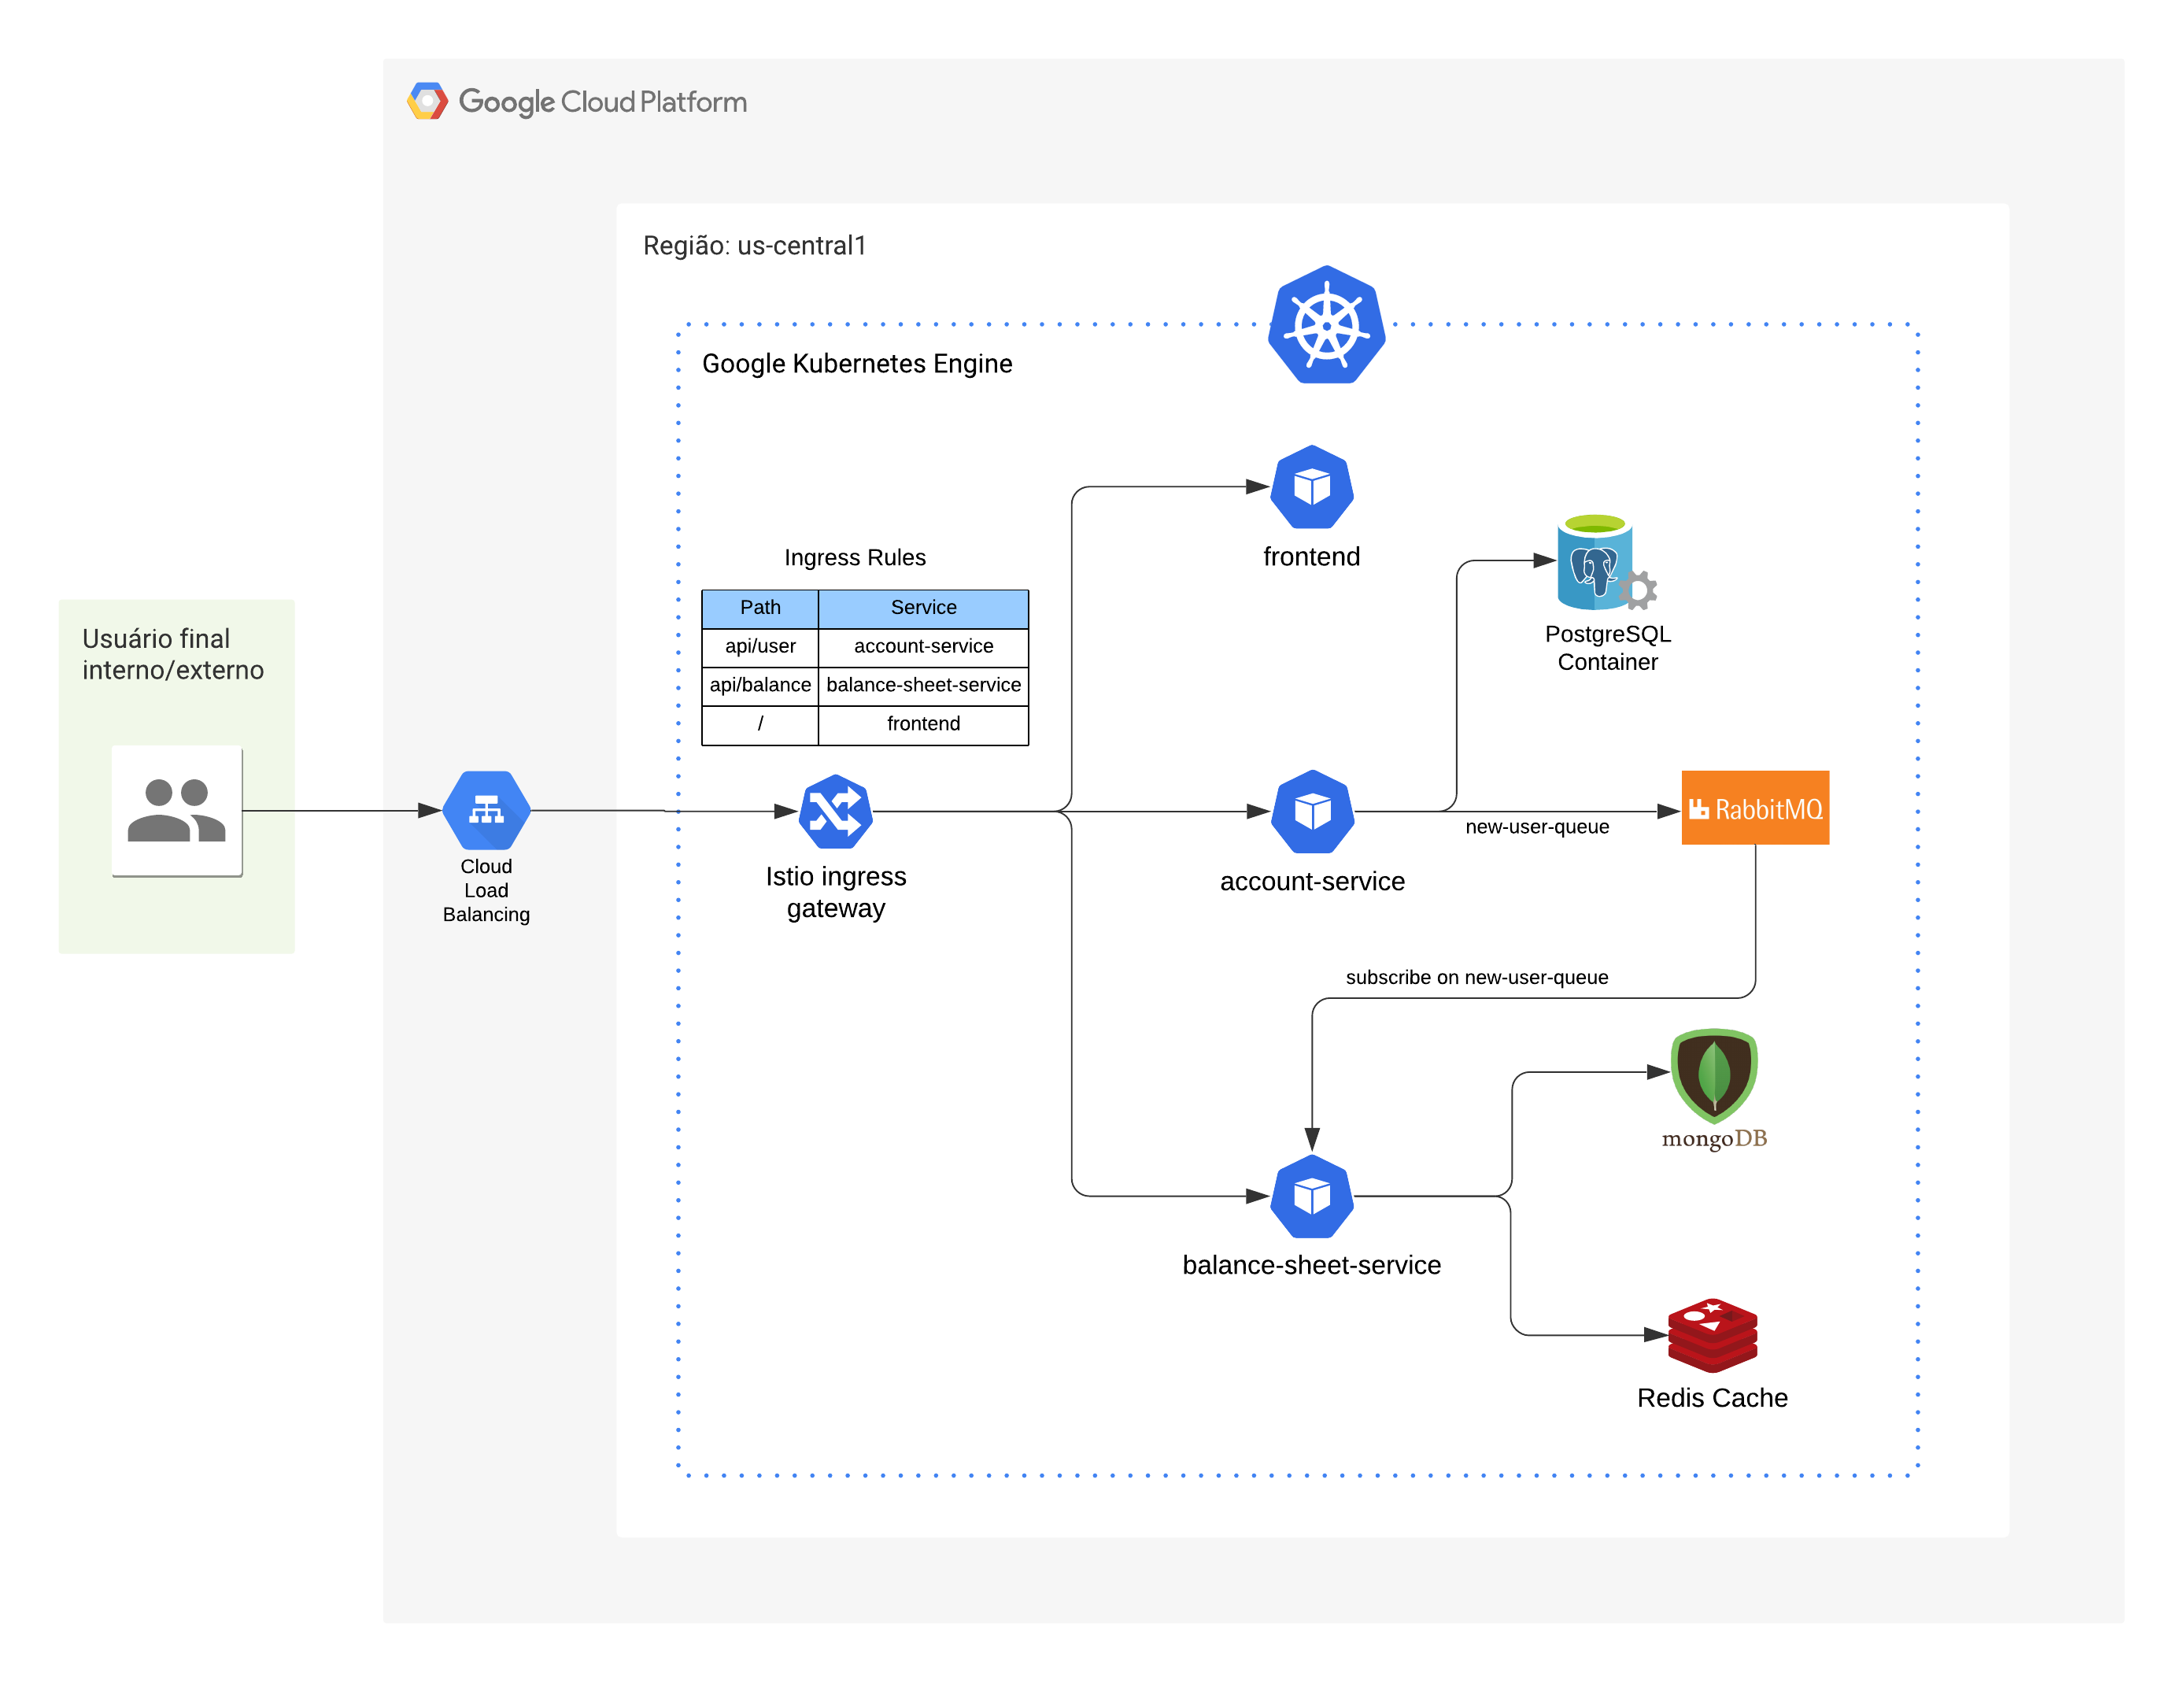 Google Cloud Platform
Região: us-central1
Google Kubernetes Engine
frontend
Ingress Rules
Path Service
api/user account-service
api/balance balance-sheet-service
/ frontend
PostgreSQL
Container
Usuário final
interno/externo
Cloud
Load
Balancing
Istio ingress
gateway
account-service
new-user-queue
RabbitMQ
subscribe on new-user-queue
mongoDB
balance-sheet-service
Redis Cache